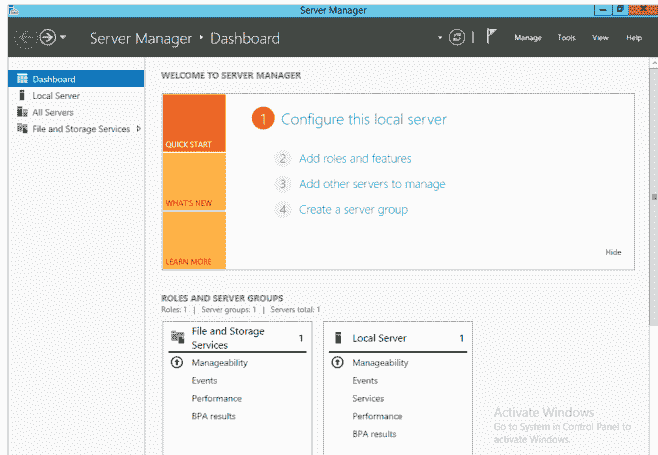 Server Manager
Server Manager • Dashboard
Manage Tools View Help
Dashboard
Local Server
All Servers
File and Storage Services
WELCOME TO SERVER MANAGER
QUICK START
WHAT'S NEW
LEARN MORE
1 Configure this local server
2 Add roles and features
3 Add other servers to manage
4 Create a server group
Hide
ROLES AND SERVER GROUPS
Roles: 1 | Server groups: 1 | Servers total: 1
File and Storage Services 1
Manageability
Events
Performance
BPA results
Local Server 1
Manageability
Events
Services
Performance
BPA results
Activate Windows
Go to System in Control Panel to
activate Windows.